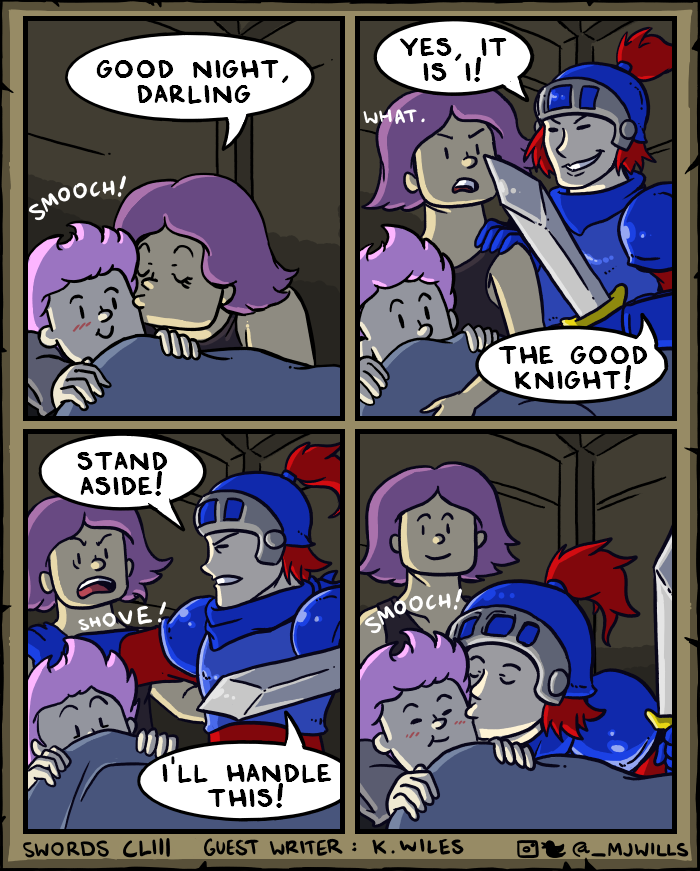 GOOD NIGHT,
DARLING
SMOOCH!
YES, IT
IS I!
WHAT.
THE GOOD
KNIGHT!
STAND
ASIDE!
SHOVE!
I'LL HANDLE
THIS!
SMOOCH!
SWORDS CLIII GUEST WRITER: K. WILES @_MJWILLS